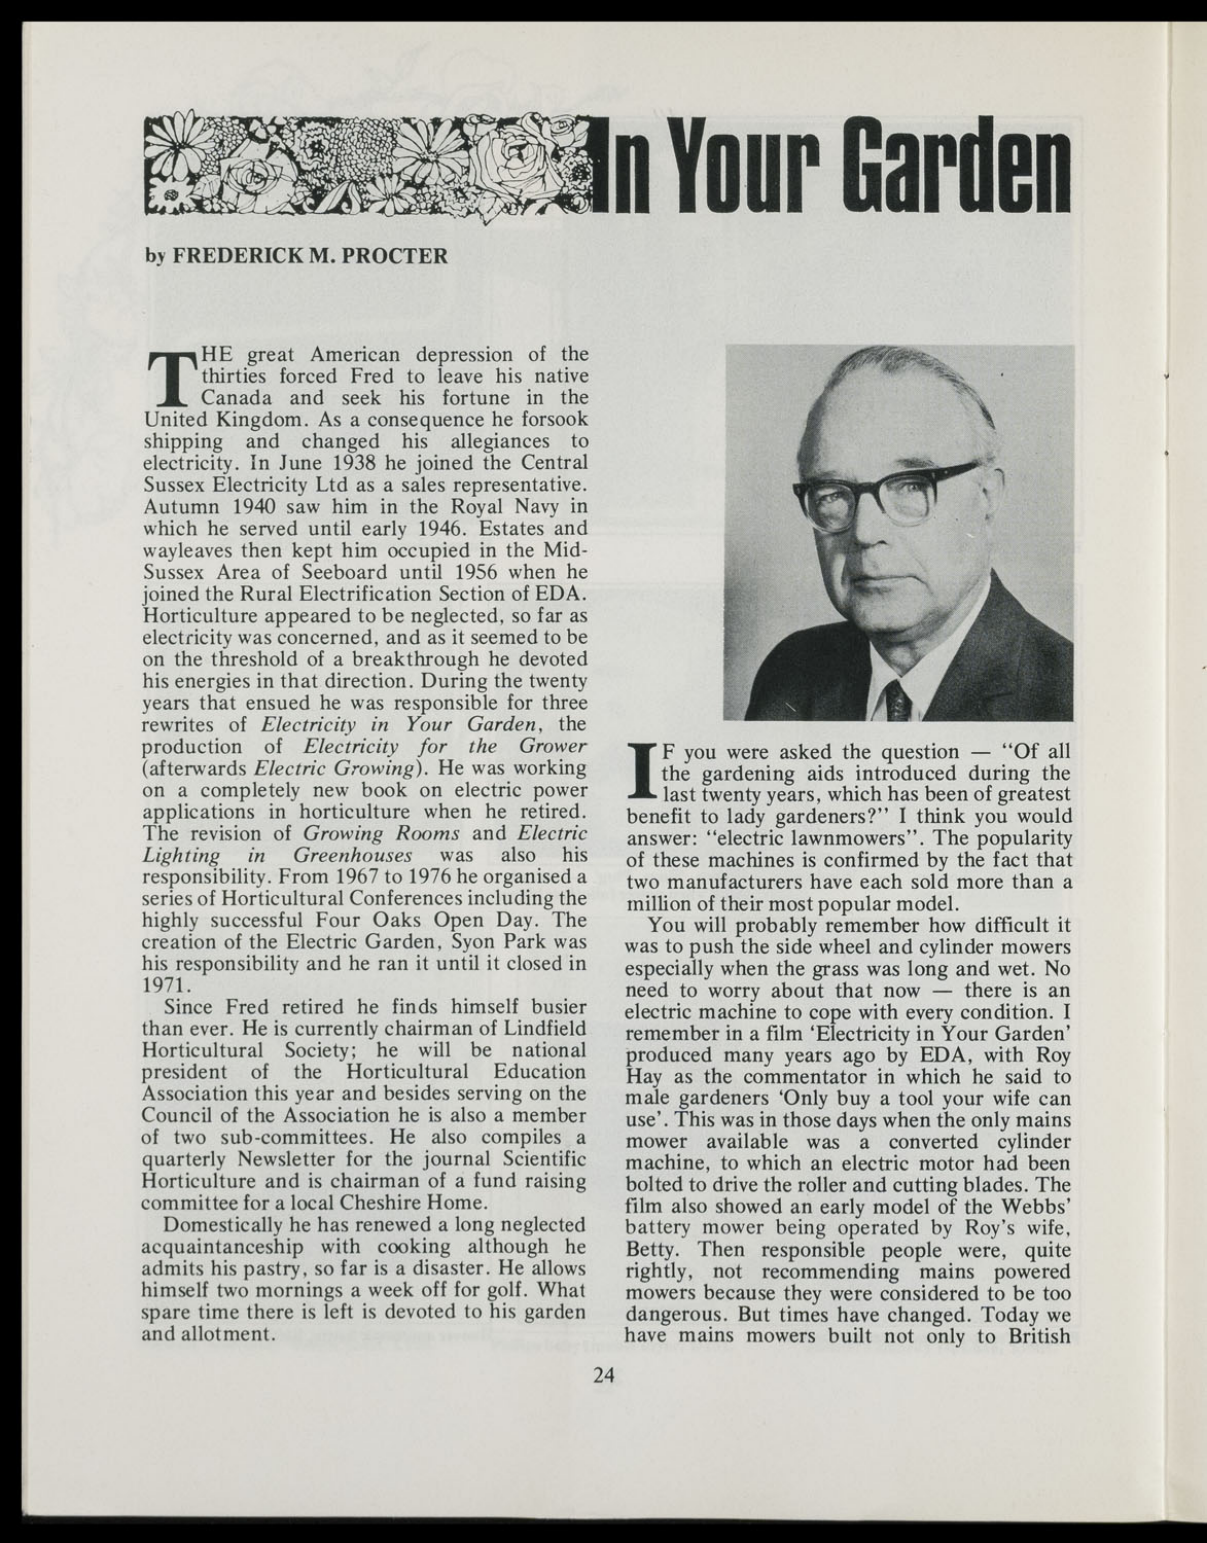 In Your Garden
by FREDERICK M. PROCTER
THE great American depression of the
thirties forced Fred to leave his native
Canada and seek his fortune in the
United Kingdom. As a consequence he forsook
shipping and changed his allegiances to
electricity. In June 1938 he joined the Central
Sussex Electricity Ltd as a sales representative.
Autumn 1940 saw him in the Royal Navy in
which he served until early 1946. Estates and
wayleaves then kept him occupied in the Mid-
Sussex Area of Seeboard until 1956 when he
joined the Rural Electrification Section of EDA.
Horticulture appeared to be neglected, so far as
electricity was concerned, and as it seemed to be
on the threshold of a breakthrough he devoted
his energies in that direction. During the twenty
years that ensued he was responsible for three
rewrites of Electricity in Your Garden, the
production of Electricity for the Grower
(afterwards Electric Growing). He was working
on a completely new book on electric power
applications in horticulture when he retired.
The revision of Growing Rooms and Electric
Lighting in Greenhouses was also his
responsibility. From 1967 to 1976 he organised a
series of Horticultural Conferences including the
highly successful Four Oaks Open Day. The
creation of the Electric Garden, Syon Park was
his responsibility and he ran it until it closed in
1971.
Since Fred retired he finds himself busier
than ever. He is currently chairman of Lindfield
Horticultural Society; he will be national
president of the Horticultural Education
Association this year and besides serving on the
Council of the Association he is also a member
of two sub-committees. He also compiles a
quarterly Newsletter for the journal Scientific
Horticulture and is chairman of a fund raising
committee for a local Cheshire Home.
Domestically he has renewed a long neglected
acquaintanceship with cooking although he
admits his pastry, so far is a disaster. He allows
himself two mornings a week off for golf. What
spare time there is left is devoted to his garden
and allotment.
IF you were asked the question — “Of all
the gardening aids introduced during the
last twenty years, which has been of greatest
benefit to lady gardeners?” I think you would
answer: “electric lawnmowers”. The popularity
of these machines is confirmed by the fact that
two manufacturers have each sold more than a
million of their most popular model.
You will probably remember how difficult it
was to push the side wheel and cylinder mowers
especially when the grass was long and wet. No
need to worry about that now — there is an
electric machine to cope with every condition. I
remember in a film ‘Electricity in Your Garden’
produced many years ago by EDA, with Roy
Hay as the commentator in which he said to
male gardeners ‘Only buy a tool your wife can
use’. This was in those days when the only mains
mower available was a converted cylinder
machine, to which an electric motor had been
bolted to drive the roller and cutting blades. The
film also showed an early model of the Webbs’
battery mower being operated by Roy’s wife,
Betty. Then responsible people were, quite
rightly, not recommending mains powered
mowers because they were considered to be too
dangerous. But times have changed. Today we
have mains mowers built not only to British
24